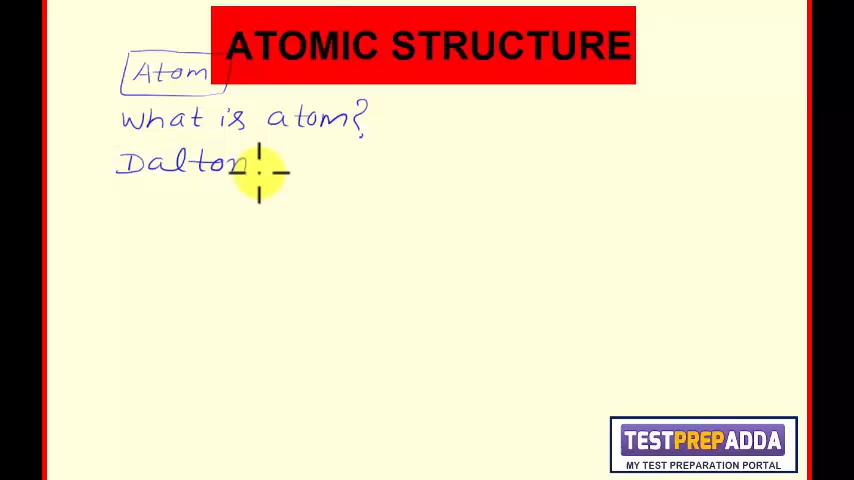 ATOMIC STRUCTURE
Atom
What is atom?
Dalton
TESTPREPADDA
MY TEST PREPARATION PORTAL